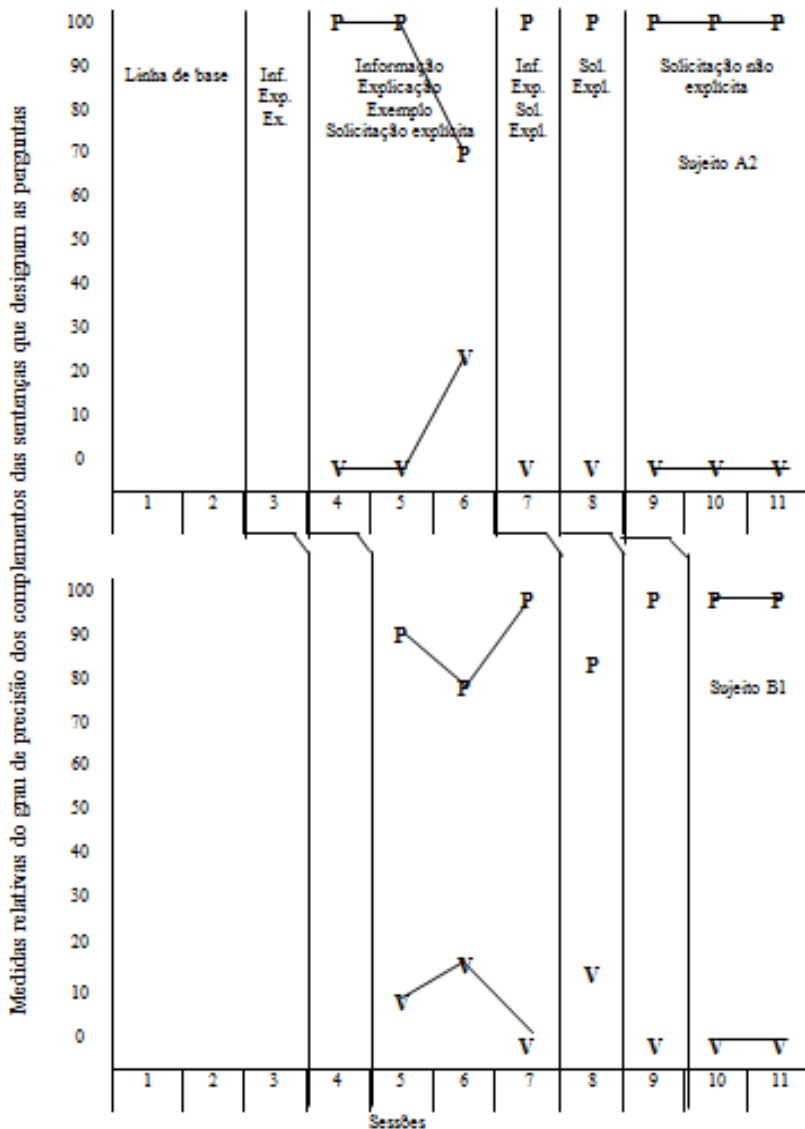 Medidas relativas do grau de precisão dos complementos das sentenças que designam as perguntas
100
90
80
70
60
50
40
30
20
10
0
P P P P P P P
P
Linha de base
Inf.
Exp.
Ex.
Informação
Explicação
Exemplo
Solicitação explícita
Inf.
Exp.
Sol.
Expl.
Sol.
Expl.
Solicitação não
explícita
Sujeito A2
V
V V V V V V V
1 2 3 4 5 6 7 8 9 10 11
100
90
80
70
60
50
40
30
20
10
0
P P P P
P
P
P
Sujeito B1
V
V
V
V V V V
1 2 3 4 5 6 7 8 9 10 11
Sessões